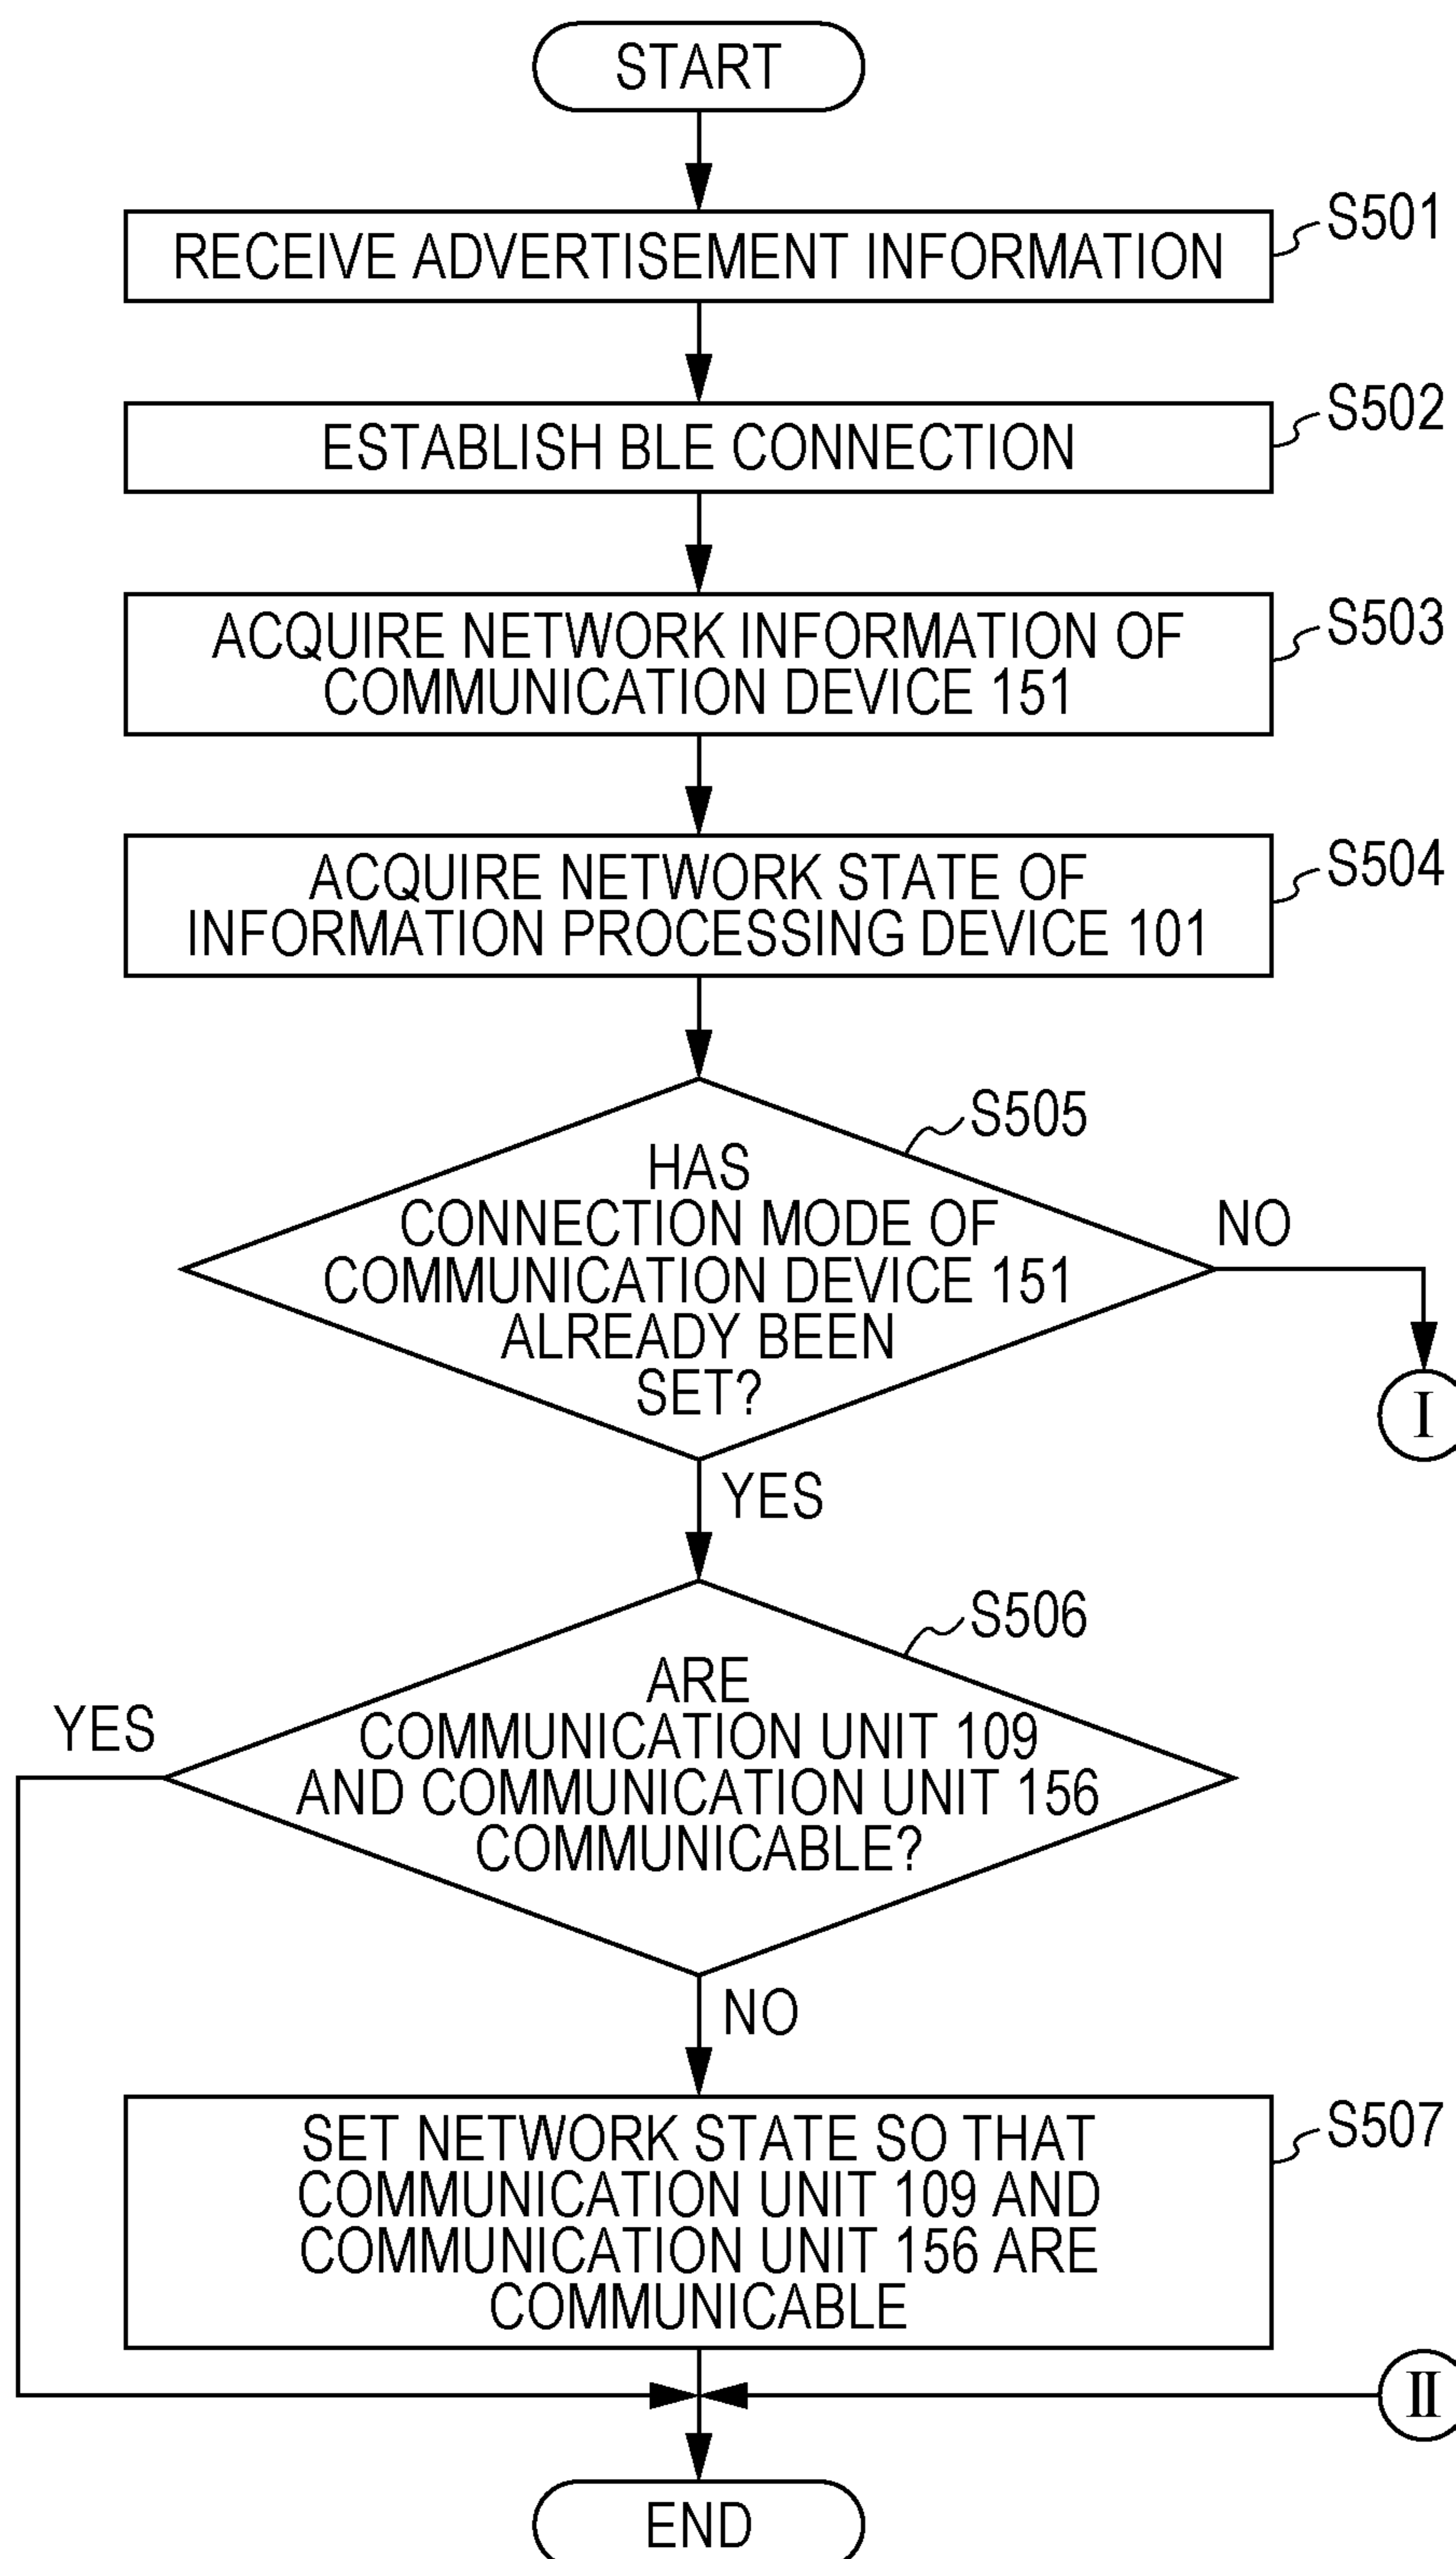 START
RECEIVE ADVERTISEMENT INFORMATION
S501
ESTABLISH BLE CONNECTION
S502
ACQUIRE NETWORK INFORMATION OF
COMMUNICATION DEVICE 151
S503
ACQUIRE NETWORK STATE OF
INFORMATION PROCESSING DEVICE 101
S504
S505
HAS
CONNECTION MODE OF
COMMUNICATION DEVICE 151
ALREADY BEEN
SET?
NO
I
YES
S506
ARE
COMMUNICATION UNIT 109
AND COMMUNICATION UNIT 156
COMMUNICABLE?
YES
NO
SET NETWORK STATE SO THAT
COMMUNICATION UNIT 109 AND
COMMUNICATION UNIT 156 ARE
COMMUNICABLE
S507
II
END